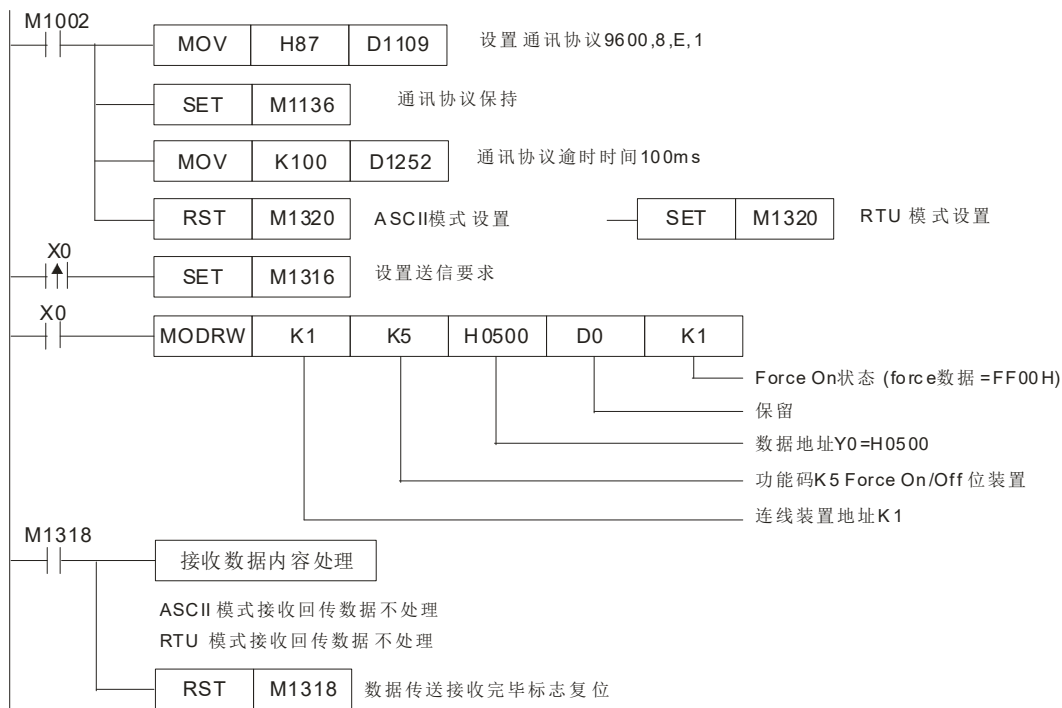 M1002
MOV H87 D1109 设置通讯协议9600,8,E,1
SET M1136 通讯协议保持
MOV K100 D1252 通讯协议逾时时间100ms
RST M1320 ASCII模式设置 SET M1320 RTU 模式设置
X0
SET M1316 设置送信要求
X0
MODRW K1 K5 H0500 D0 K1
Force On状态 (force数据=FF00H)
保留
数据地址Y0=H0500
功能码K5 Force On/Off 位装置
连线装置地址K1
M1318
接收数据内容处理
ASCII 模式接收回传数据不处理
RTU 模式接收回传数据不处理
RST M1318 数据传送接收完毕标志复位